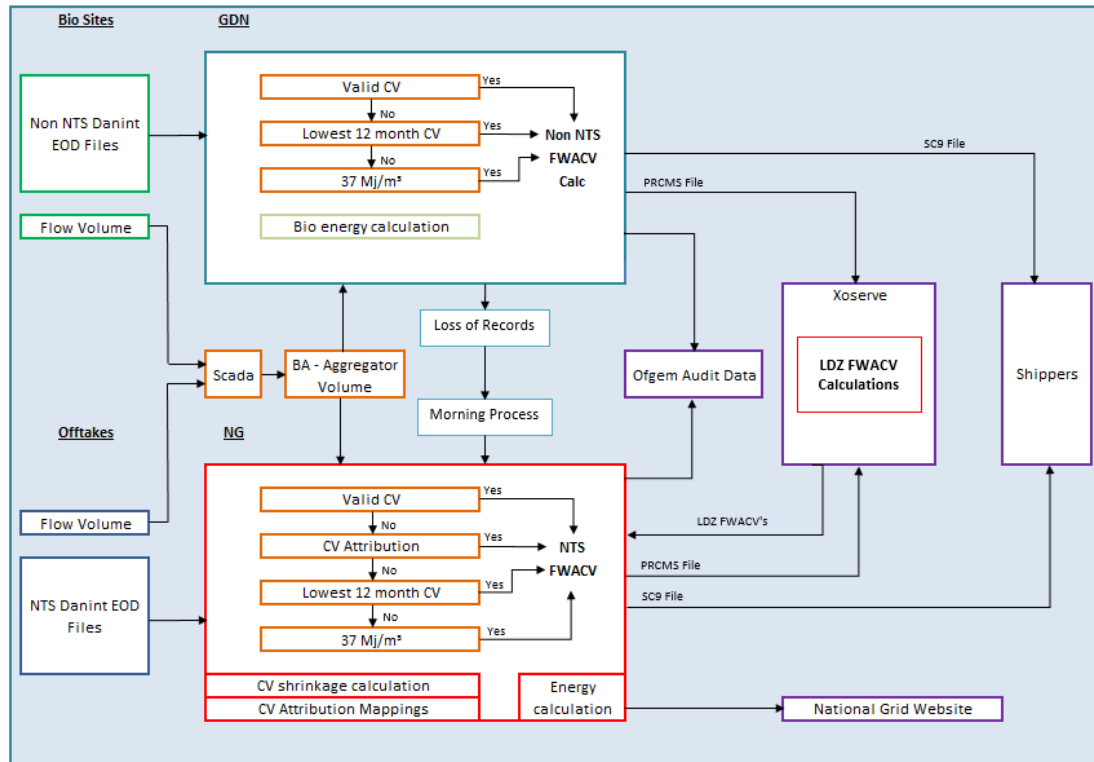 Bio Sites
GDN
Non NTS Danint
EOD Files
Valid CV
Yes
No
Lowest 12 month CV
Yes
No
37 Mj/m³
Yes
Non NTS
FWACV
Calc
Bio energy calculation
SC9 File
PRCMS File
Flow Volume
Scada
BA - Aggregator
Volume
Loss of Records
Morning Process
Ofgem Audit Data
Xoserve
LDZ FWACV
Calculations
Shippers
Offtakes
NG
Flow Volume
NTS Danint EOD
Files
Valid CV
Yes
No
CV Attribution
Yes
No
Lowest 12 month CV
Yes
No
37 Mj/m³
Yes
NTS
FWACV
LDZ FWACV's
PRCMS File
SC9 File
CV shrinkage calculation
CV Attribution Mappings
Energy
calculation
National Grid Website